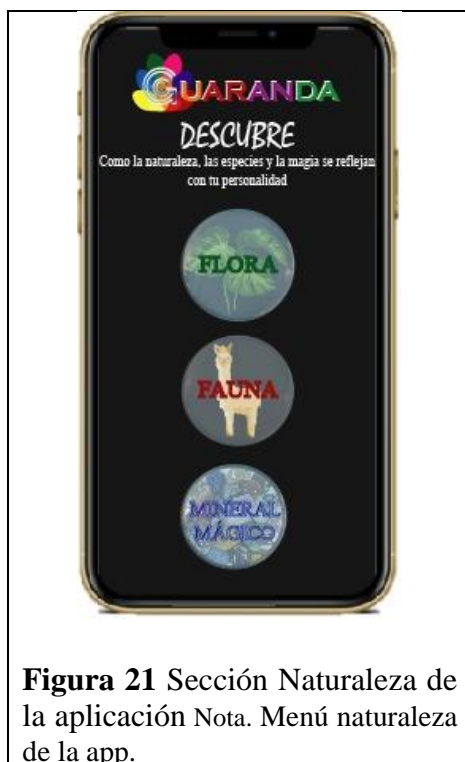 GUARANDA
DESCUBRE
Como la naturaleza, las especies y la magia se reflejan
con tu personalidad
FLORA
FAUNA
MINERAL
MÁGICO
Figura 21 Sección Naturaleza de
la aplicación Nota. Menú naturaleza
de la app.